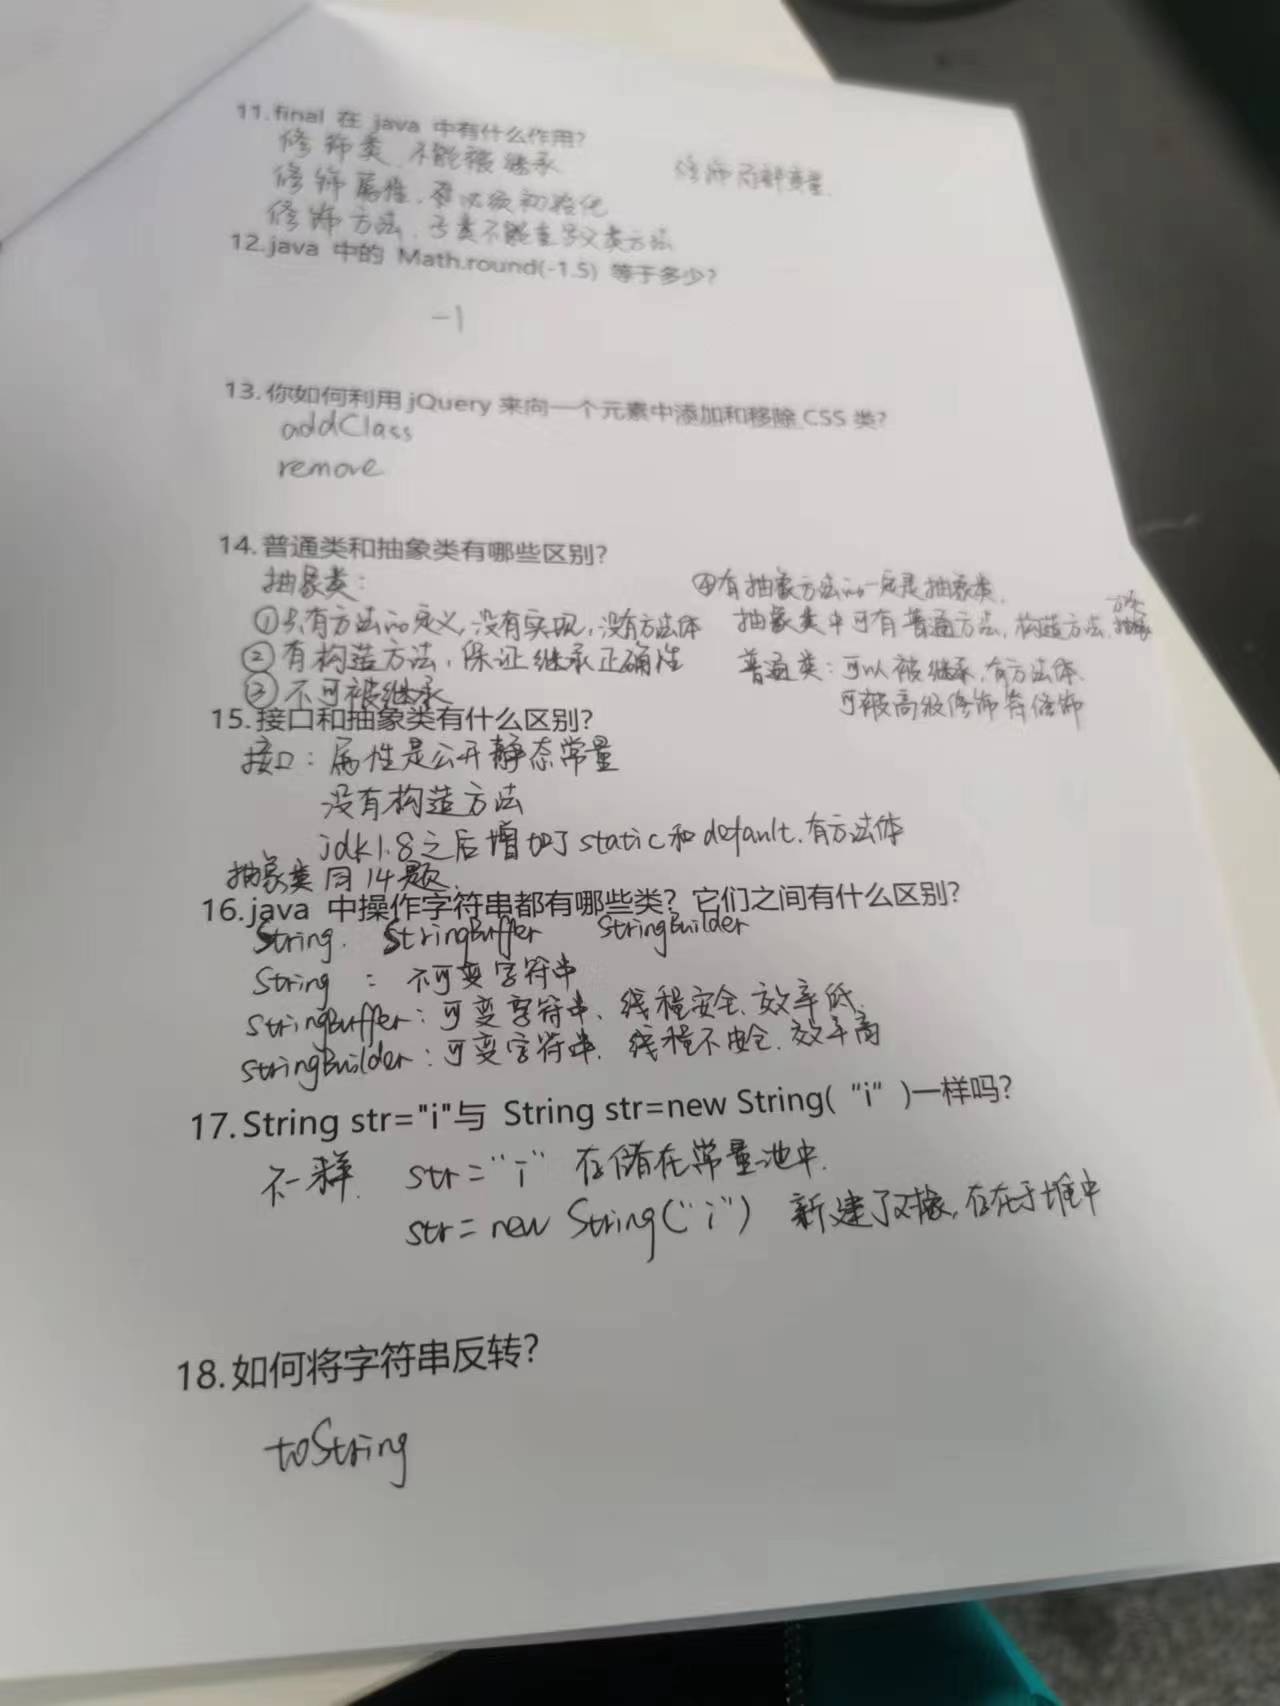 11.final 在 java 中有什么作用?
修饰类 不能被继承
修饰局部变量.
修饰属性,必须初始化
修饰方法,子类不能重写父类方法
12.java 中的 Math.round(-1.5) 等于多少?
-1
13.你如何利用 jQuery 来向一个元素中添加和移除 CSS 类?
addClass
remove
14.普通类和抽象类有哪些区别?
抽象类:
①只有方法的定义,没有实现,没有方法体
②有构造方法,保证继承正确性
③不可被继承
④有抽象方法的一定是抽象类.
抽象类中可有普通方法,构造方法,抽象方法
普通类:可以被继承,有方法体.
可被高级修饰符修饰
15.接口和抽象类有什么区别?
接口:属性是公开静态常量
没有构造方法
jdk1.8之后增加了static和default.有方法体
抽象类同14题.
16.java 中操作字符串都有哪些类? 它们之间有什么区别?
String. StringBuffer StringBuilder
String : 不可变字符串
StringBuffer:可变字符串、线程安全、效率低.
StringBuilder:可变字符串. 线程不安全. 效率高
17.String str="i"与 String str=new String( "i" )一样吗?
不一样. str="i" 存储在常量池中.
str=new String("i") 新建了对象,存在于堆中
18.如何将字符串反转?
toString